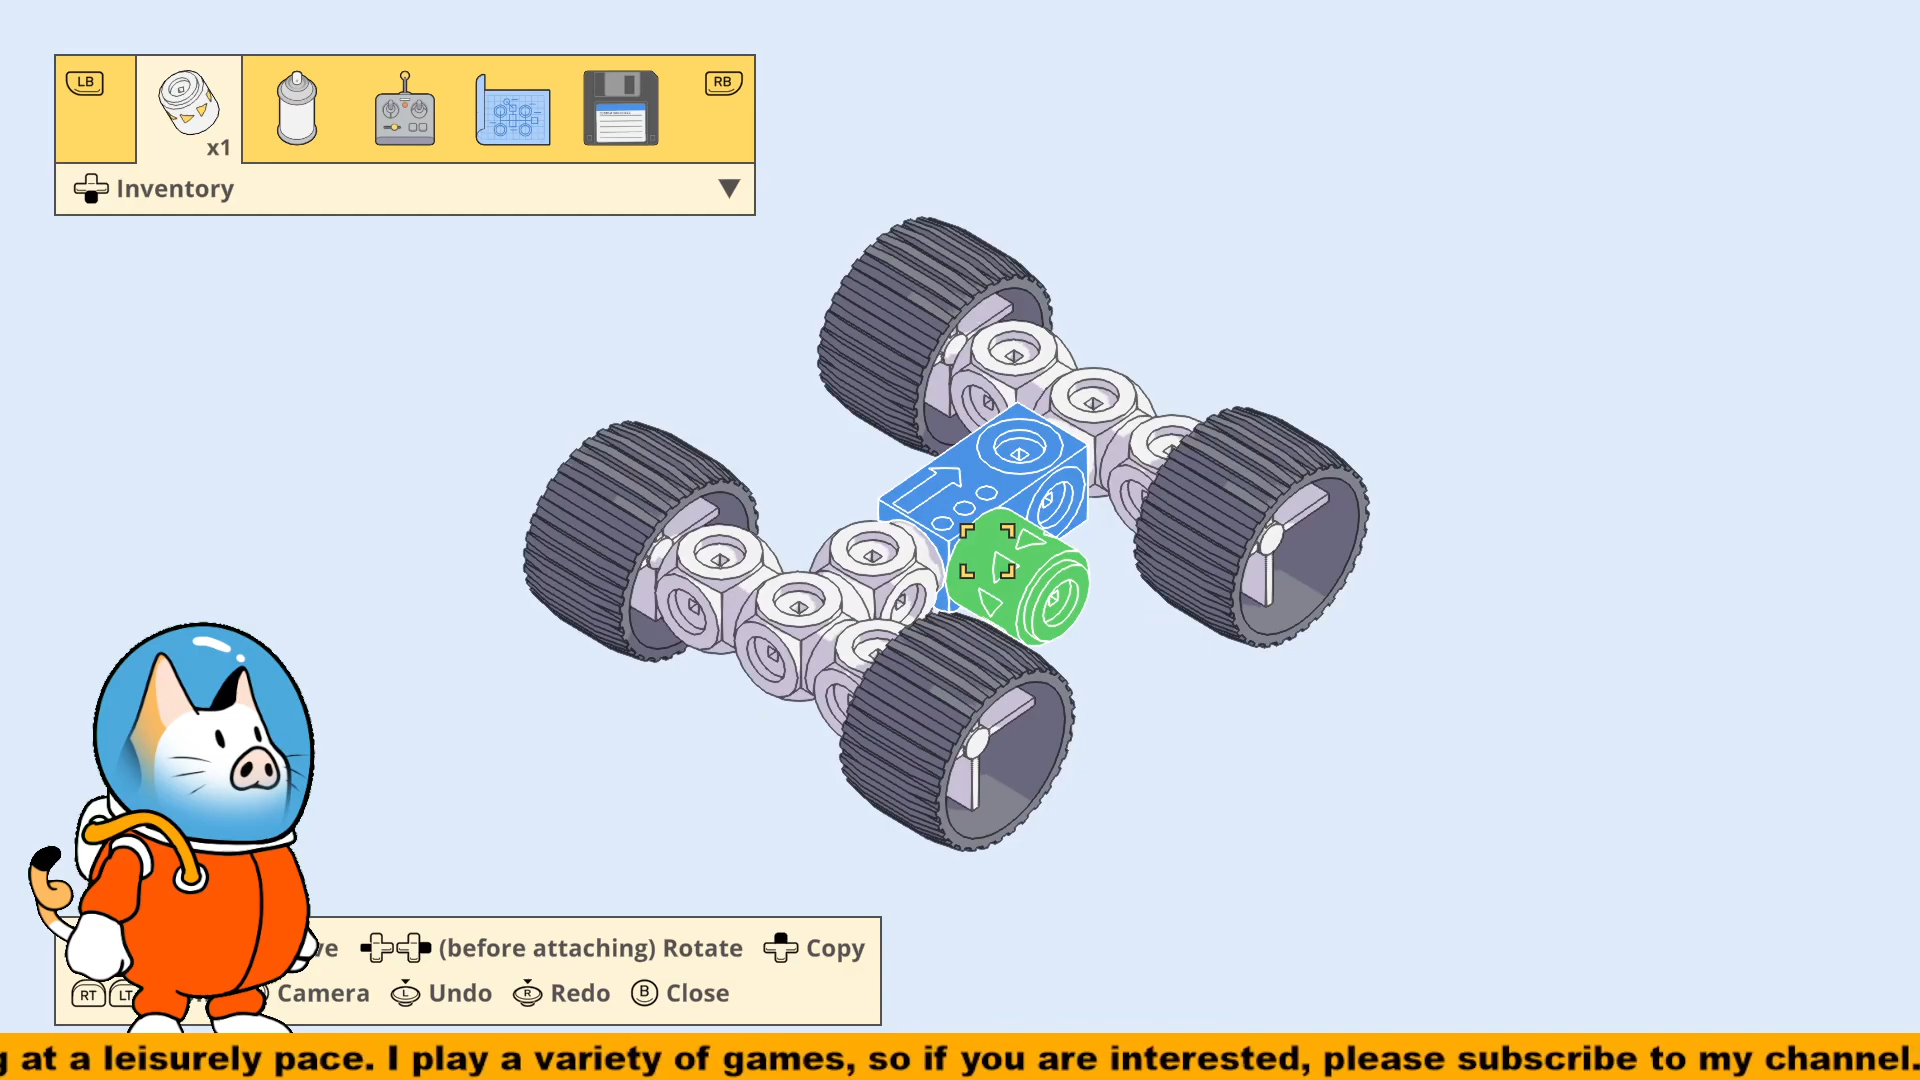 LB
RB
x1
Inventory
(before attaching) Rotate
Copy
RT
LT
Camera
L
Undo
R
Redo
B
Close
at a leisurely pace. I play a variety of games, so if you are interested, please subscribe to my channel.